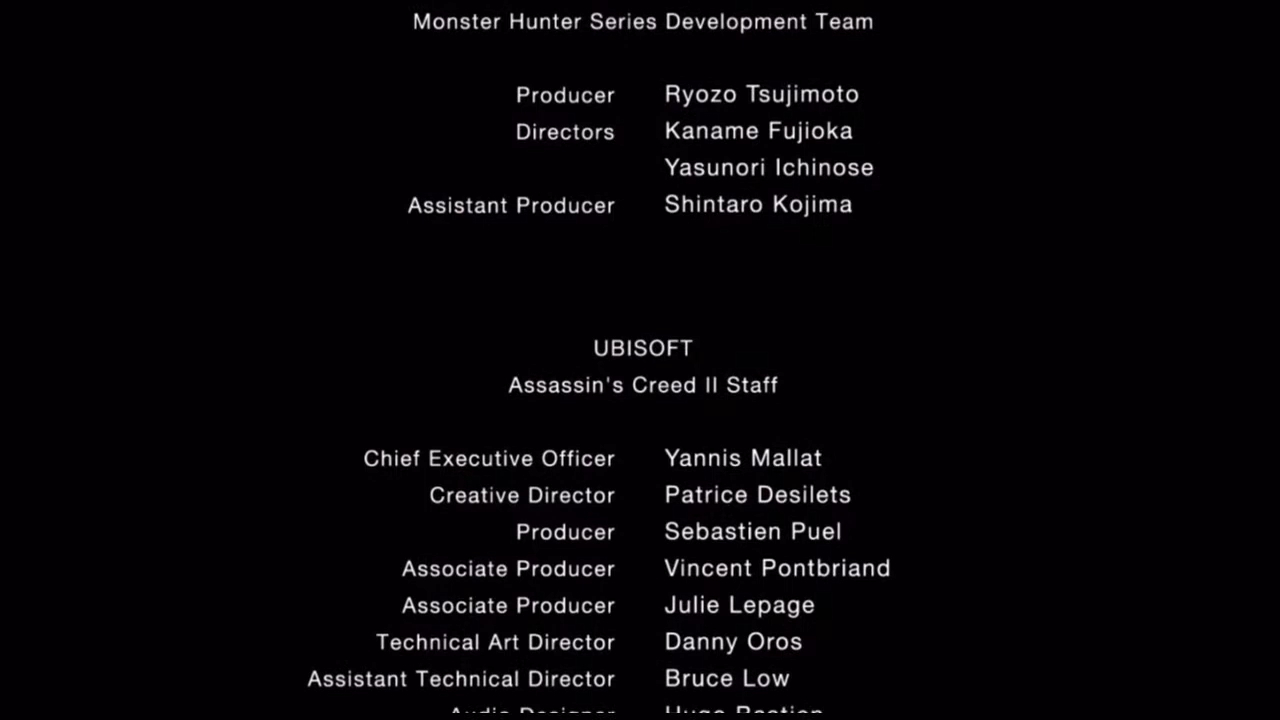 Monster Hunter Series Development Team
Producer Ryozo Tsujimoto
Directors Kaname Fujioka
Yasunori Ichinose
Assistant Producer Shintaro Kojima
UBISOFT
Assassin's Creed II Staff
Chief Executive Officer Yannis Mallat
Creative Director Patrice Desilets
Producer Sebastien Puel
Associate Producer Vincent Pontbriand
Associate Producer Julie Lepage
Technical Art Director Danny Oros
Assistant Technical Director Bruce Low
Audio Designer